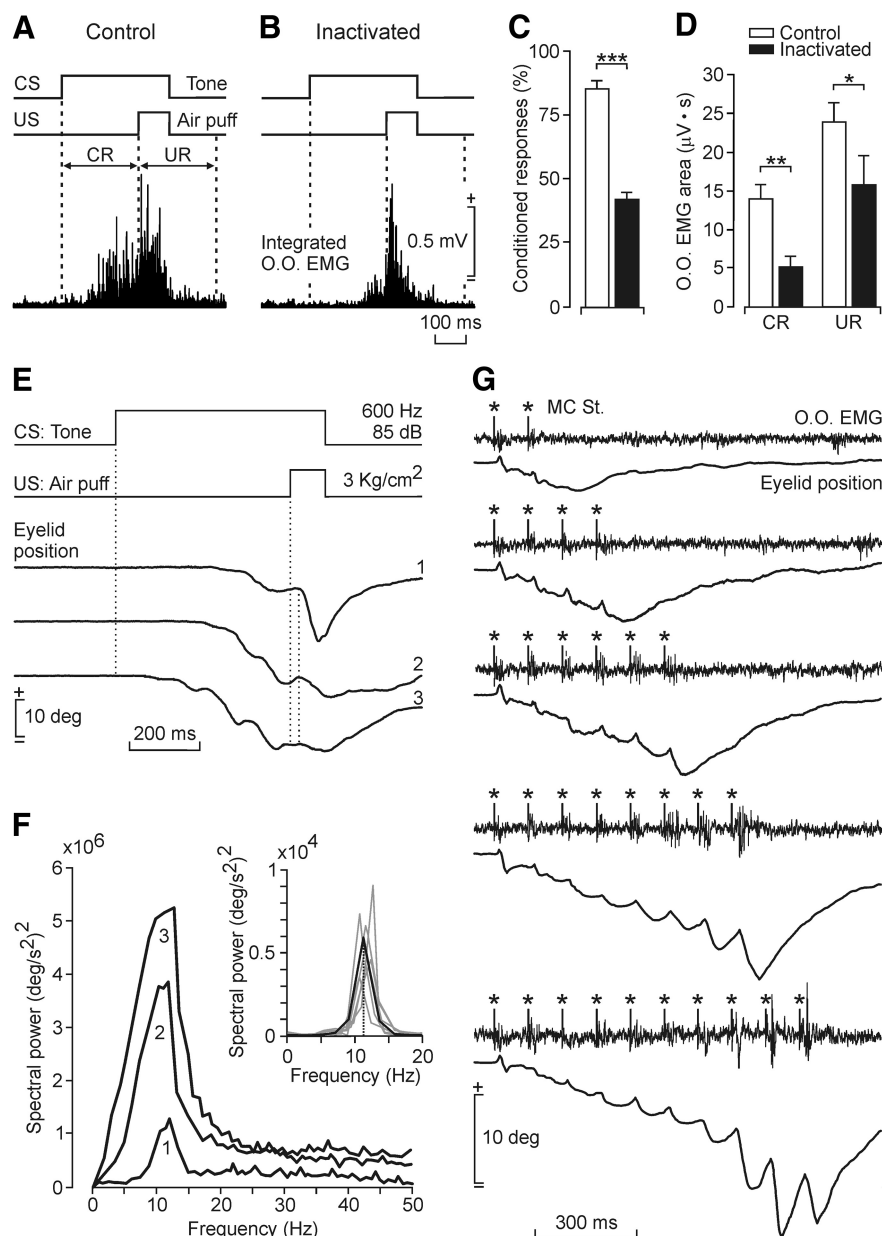 A Control
B Inactivated
CS Tone
US Air puff
CR UR
Integrated
O.O. EMG
+
0.5 mV
=
100 ms
C
Conditioned responses (%)
100
75
50
25
0
***
D
Control
Inactivated
O.O. EMG area (μV • s)
30
25
20
15
10
5
0
**
*
CR UR
E
CS: Tone
600 Hz
85 dB
US: Air puff
3 Kg/cm2
Eyelid
position
1
2
3
+
10 deg
=
200 ms
F
x10⁶
Spectral power (deg/s²)²
6
5
4
3
2
1
0
3
2
1
0 10 20 30 40 50
Frequency (Hz)
x10⁴
Spectral power (deg/s²)²
1
0.5
0
0 10 20
Frequency (Hz)
G
* * MC St.
O.O. EMG
Eyelid position
* * * *
* * * * * *
* * * * * * * *
* * * * * * * * * *
+
10 deg
=
300 ms